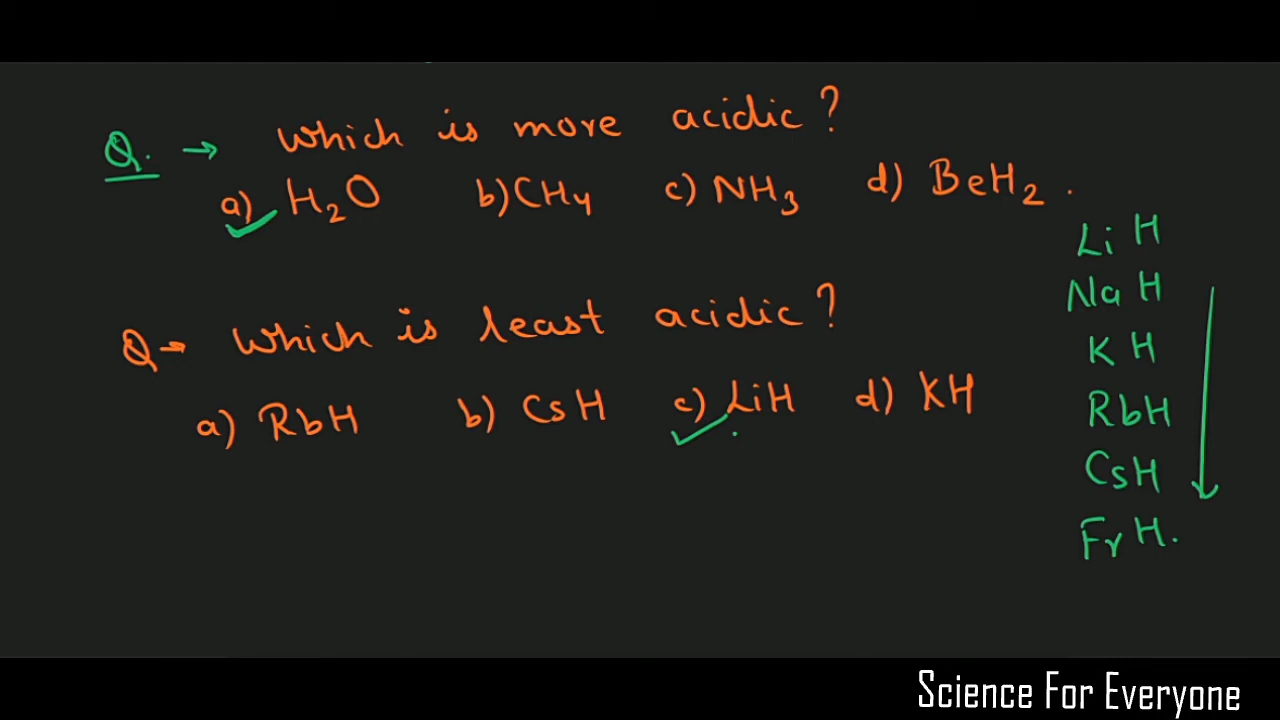 Q. → Which is more acidic?
a) H₂O b) CH₄ c) NH₃ d) BeH₂.
Q → Which is least acidic?
a) RbH b) CsH c) LiH d) KH
LiH
NaH
KH
RbH
CsH
FrH.
Science For Everyone